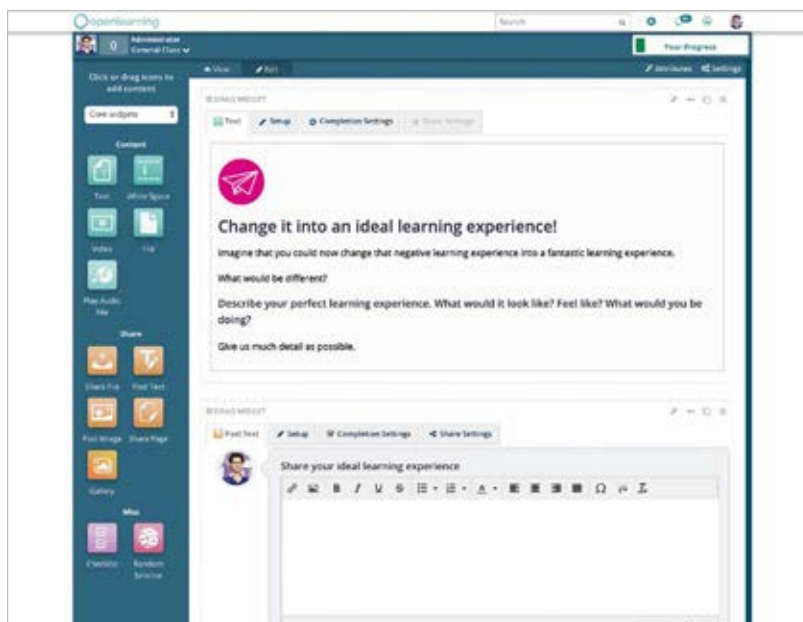 openlearning
Search
0
Administrator
General Class
Your Progress
Click or drag icons to
add content
View
Edit
Attributes
Settings
Core widgets
DRAG WIDGET
Text
Setup
Completion Settings
Share Settings
Content
Text
White Space
Video
File
Play Audio
File
Change it into an ideal learning experience!
Imagine that you could now change that negative learning experience into a fantastic learning experience.
What would be different?
Describe your perfect learning experience. What would it look like? Feel like? What would you be
doing?
Give us much detail as possible.
Share
Share File
Post Text
Post Image
Share Page
Gallery
DRAG WIDGET
Post Text
Setup
Completion Settings
Share Settings
Share your ideal learning experience
B I U S
A
Ω
Misc
Checklist
Random
Selector